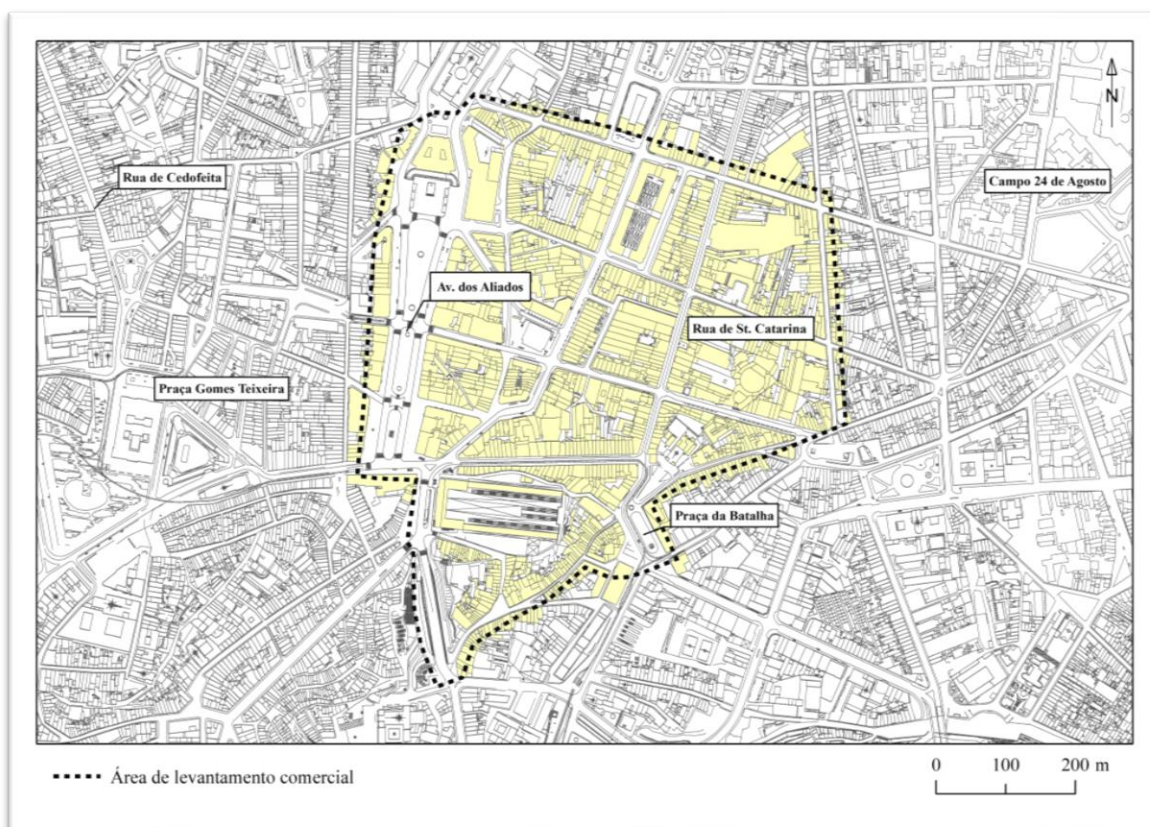 N
Rua de Cedofeita
Campo 24 de Agosto
Av. dos Aliados
Rua de St. Catarina
Praça Gomes Teixeira
Praça da Batalha
Área de levantamento comercial
0 100 200 m